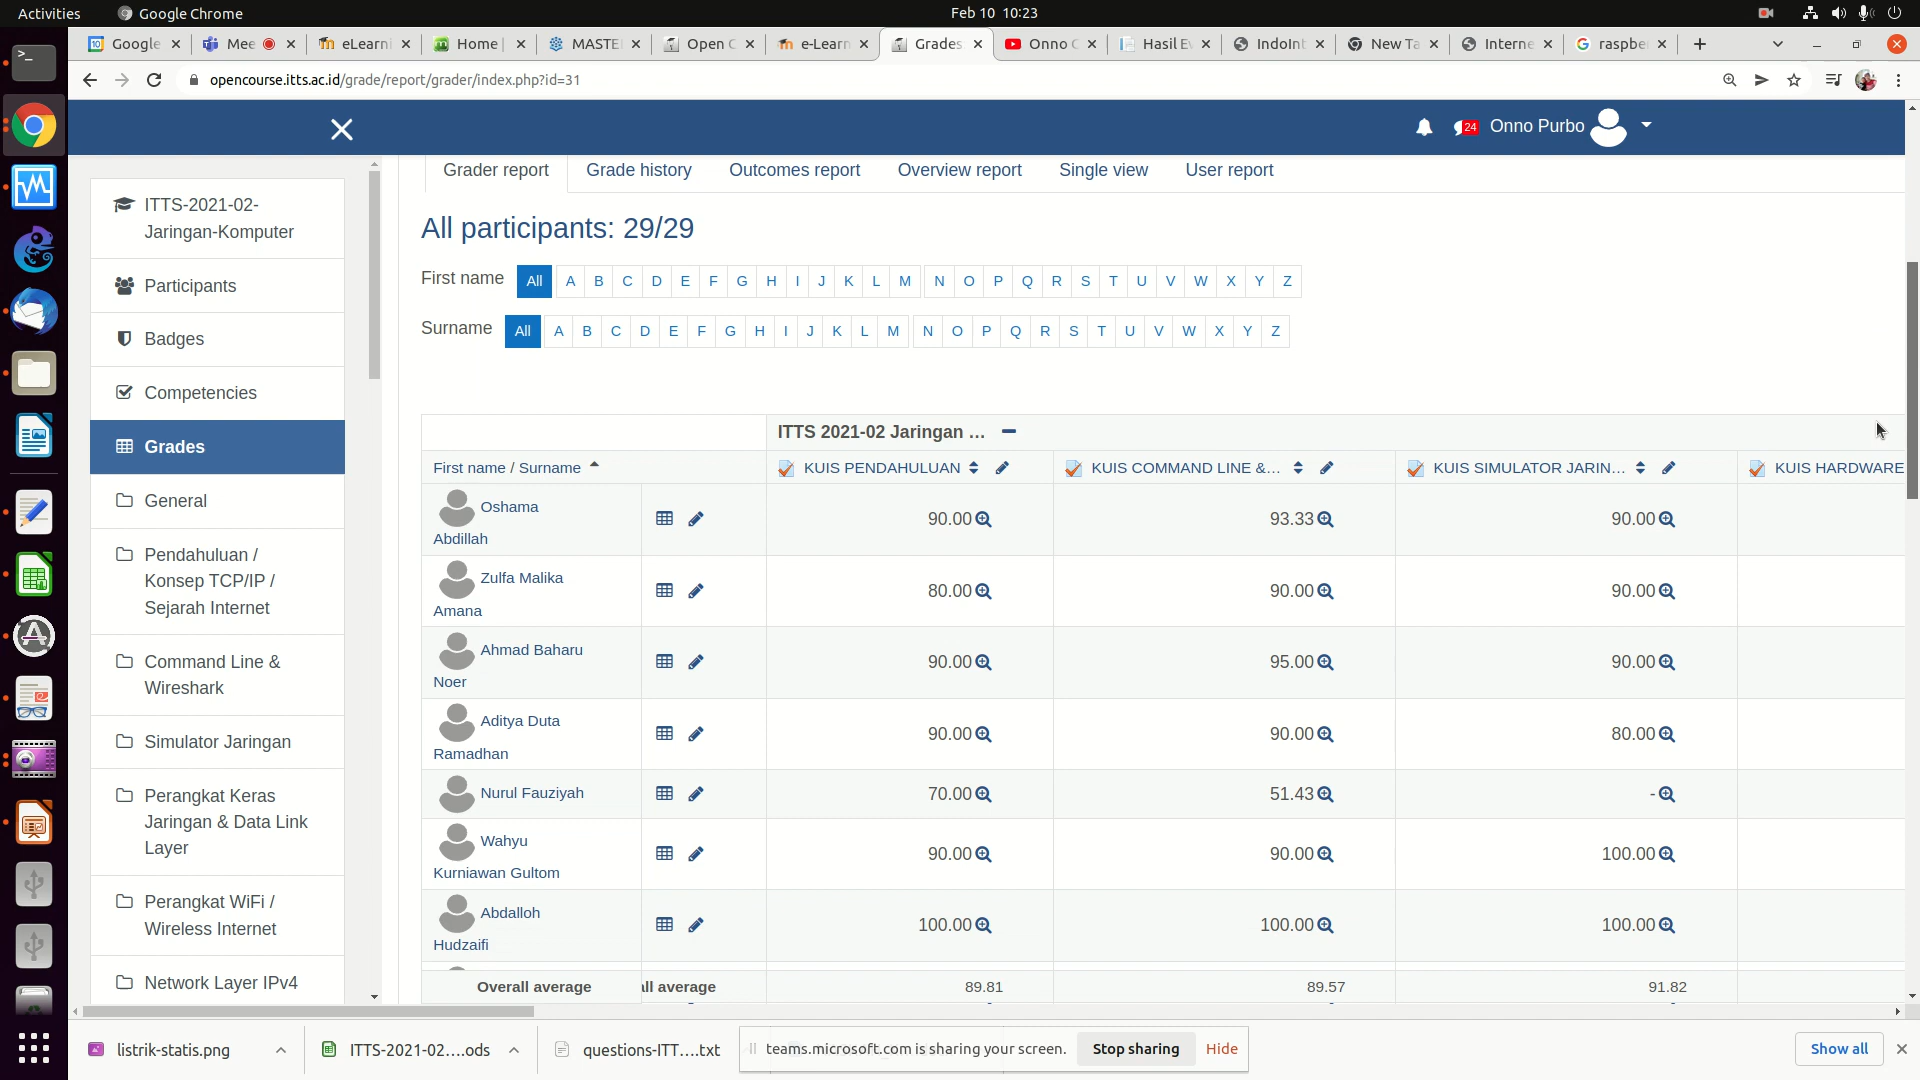 Activities Google Chrome Feb 10 10:23
Google Mee eLearni Home | MASTE Open C e-Learn Grades Onno C Hasil Ev IndoInt New Ta Interne raspbe
opencourse.itts.ac.id/grade/report/grader/index.php?id=31
24 Onno Purbo
ITTS-2021-02-
Jaringan-Komputer
Participants
Badges
Competencies
Grades
General
Pendahuluan /
Konsep TCP/IP /
Sejarah Internet
Command Line &
Wireshark
Simulator Jaringan
Perangkat Keras
Jaringan & Data Link
Layer
Perangkat WiFi /
Wireless Internet
Network Layer IPv4
Grader report Grade history Outcomes report Overview report Single view User report
All participants: 29/29
First name All A B C D E F G H I J K L M N O P Q R S T U V W X Y Z
Surname All A B C D E F G H I J K L M N O P Q R S T U V W X Y Z
ITTS 2021-02 Jaringan ...
First name / Surname KUIS PENDAHULUAN KUIS COMMAND LINE &... KUIS SIMULATOR JARIN... KUIS HARDWARE
Oshama
Abdillah 90.00 93.33 90.00
Zulfa Malika
Amana 80.00 90.00 90.00
Ahmad Baharu
Noer 90.00 95.00 90.00
Aditya Duta
Ramadhan 90.00 90.00 80.00
Nurul Fauziyah 70.00 51.43 -
Wahyu
Kurniawan Gultom 90.00 90.00 100.00
Abdalloh
Hudzaifi 100.00 100.00 100.00
Overall average all average 89.81 89.57 91.82
listrik-statis.png ITTS-2021-02....ods questions-ITT....txt teams.microsoft.com is sharing your screen. Stop sharing Hide Show all